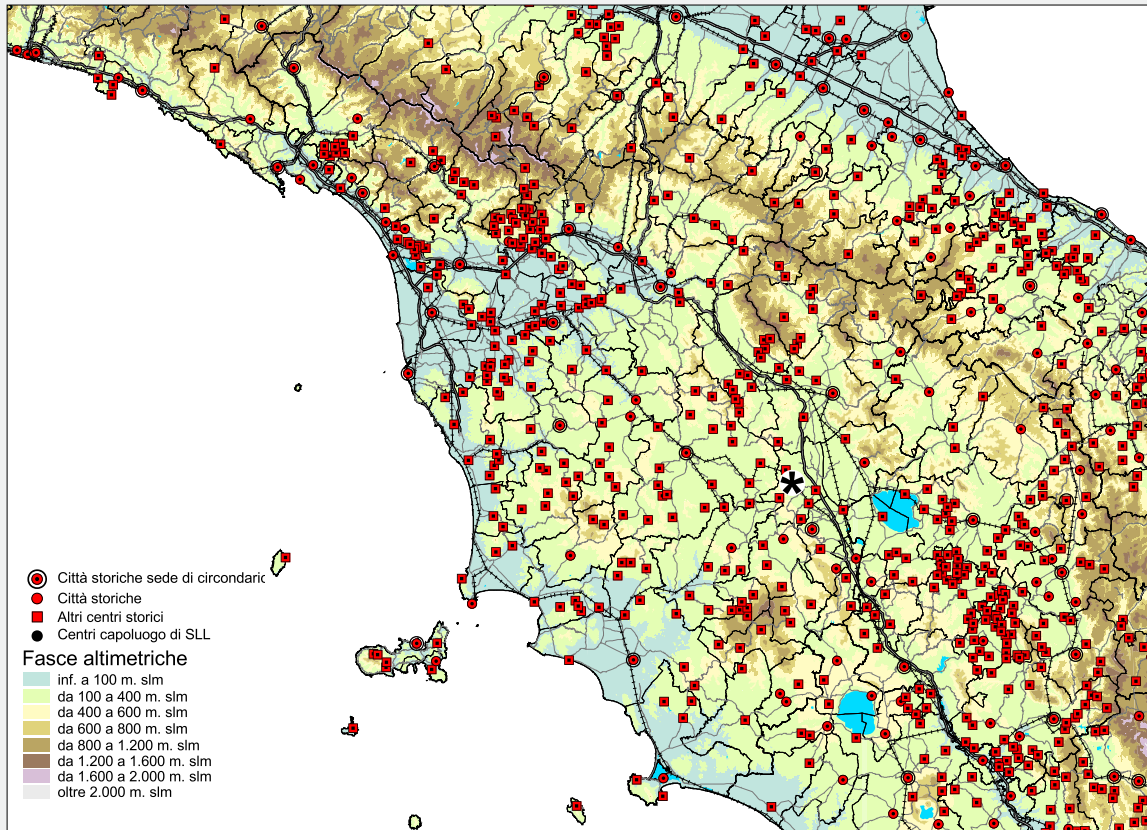 Città storiche sede di circondaric
Città storiche
Altri centri storici
Centri capoluogo di SLL
Fasce altimetriche
inf. a 100 m. slm
da 100 a 400 m. slm
da 400 a 600 m. slm
da 600 a 800 m. slm
da 800 a 1.200 m. slm
da 1.200 a 1.600 m. slm
da 1.600 a 2.000 m. slm
oltre 2.000 m. slm